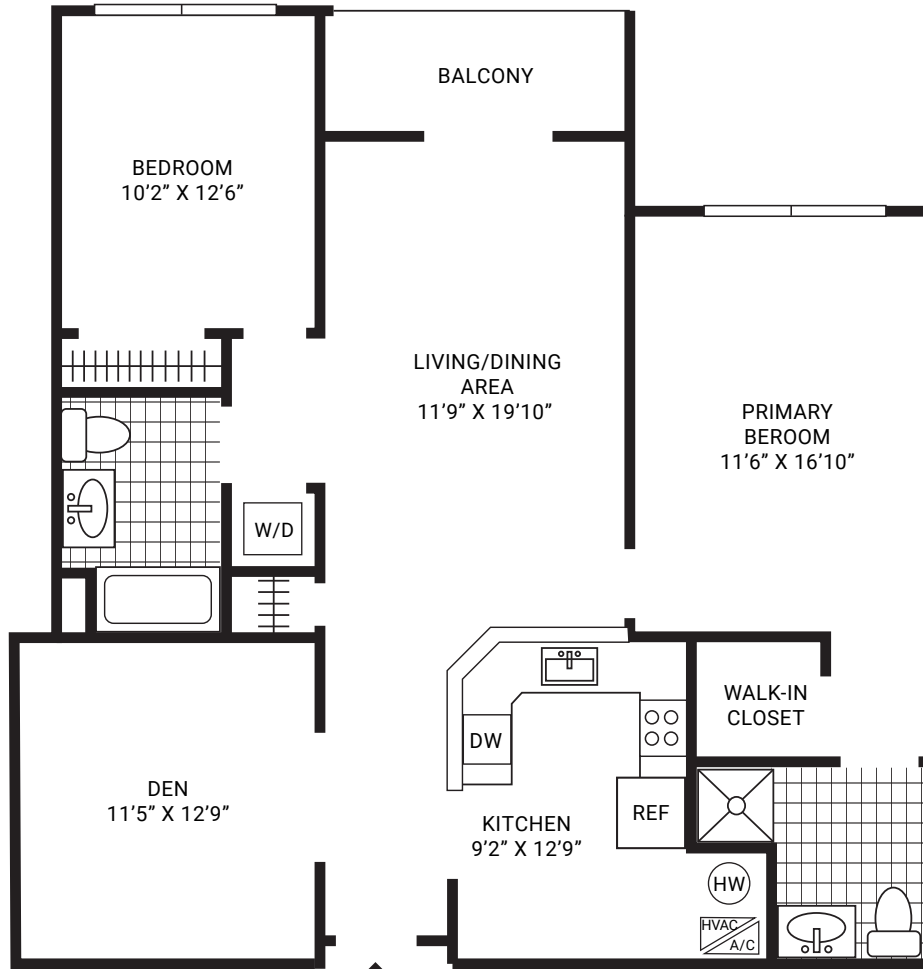 BALCONY
BEDROOM
10’2” X 12’6”
LIVING/DINING
AREA
11’9” X 19’10”
PRIMARY
BEROOM
11’6” X 16’10”
W/D
WALK-IN
CLOSET
DW
DEN
11’5” X 12’9”
REF
KITCHEN
9’2” X 12’9”
HW
HVAC
A/C